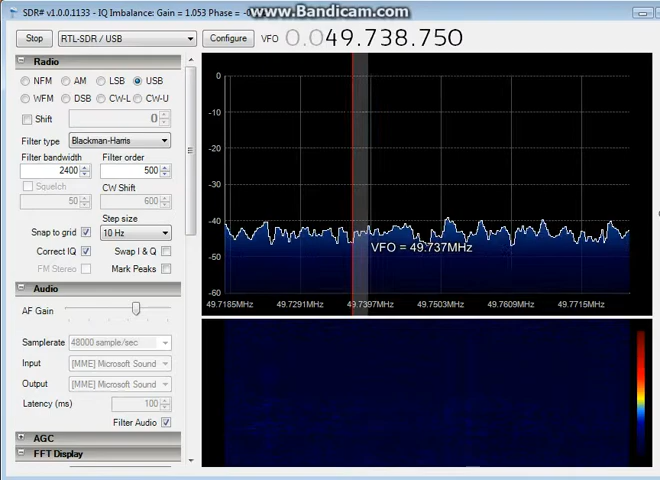 SDR# v1.0.0.1133 - IQ Imbalance: Gain = 1.053 Phase = -0
www.Bandicam.com
Stop
RTL-SDR / USB
Configure
VFO
0.049.738.750
Radio
NFM AM LSB USB
WFM DSB CW-L CW-U
Shift 0
Filter type Blackman-Harris
Filter bandwidth Filter order
2400 500
Squelch CW Shift
50 600
Step size
Snap to grid 10 Hz
Correct IQ Swap I & Q
FM Stereo Mark Peaks
Audio
AF Gain
Samplerate 48000 sample/sec
Input [MME] Microsoft Sound
Output [MME] Microsoft Sound
Latency (ms) 100
Filter Audio
AGC
FFT Display
0
-10
-20
-30
-40
-50
-60
VFO = 49.737MHz
49.7185MHz 49.7291MHz 49.7397MHz 49.7503MHz 49.7609MHz 49.7715MHz